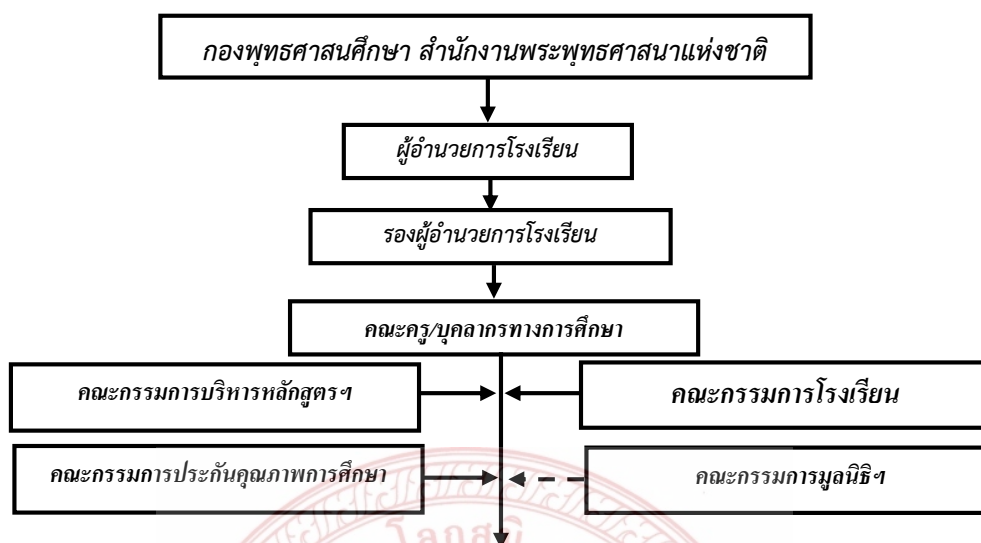 กองพุทธศาสนศึกษา สำนักงานพระพุทธศาสนาแห่งชาติ
ผู้อำนวยการโรงเรียน
รองผู้อำนวยการโรงเรียน
คณะครู/บุคลากรทางการศึกษา
คณะกรรมการบริหารหลักสูตรฯ
คณะกรรมการโรงเรียน
คณะกรรมการประกันคุณภาพการศึกษา
คณะกรรมการมูลนิธิฯ